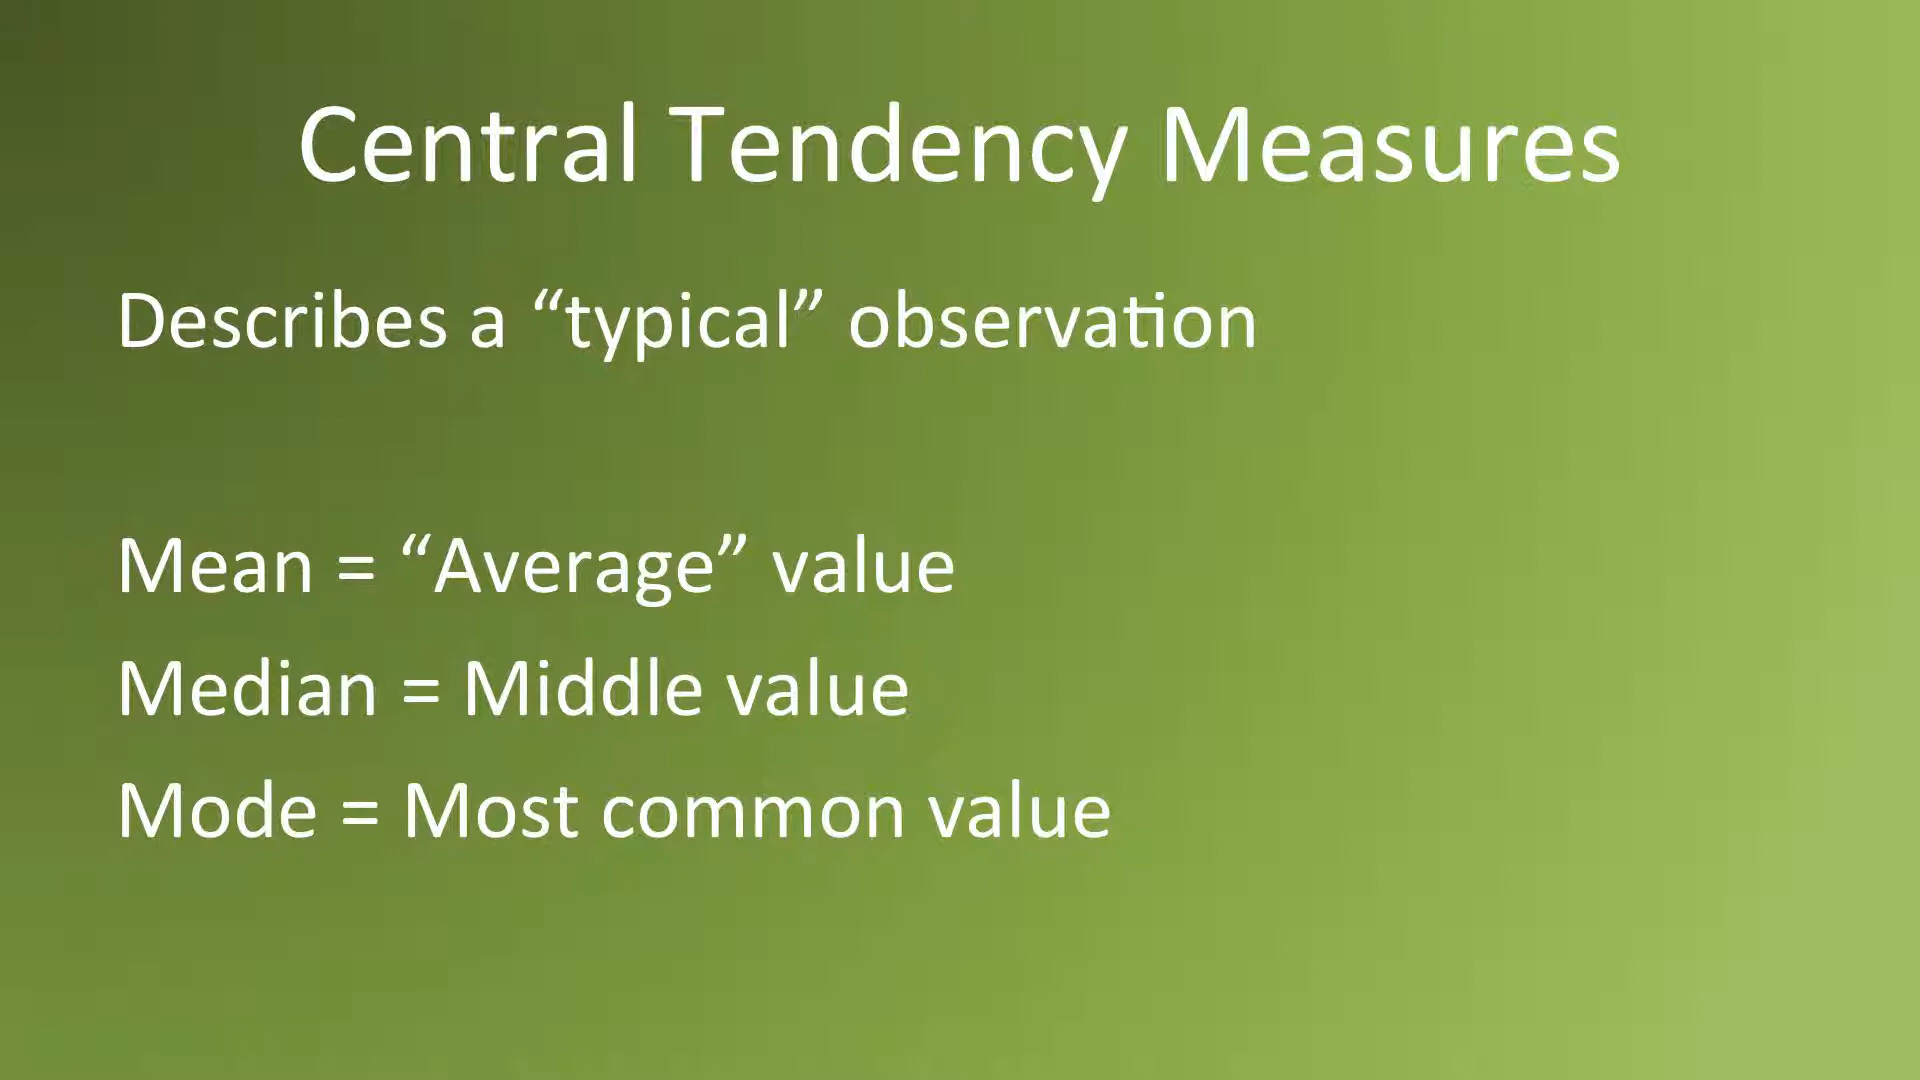 Central Tendency Measures
Describes a “typical” observation
Mean = “Average” value
Median = Middle value
Mode = Most common value